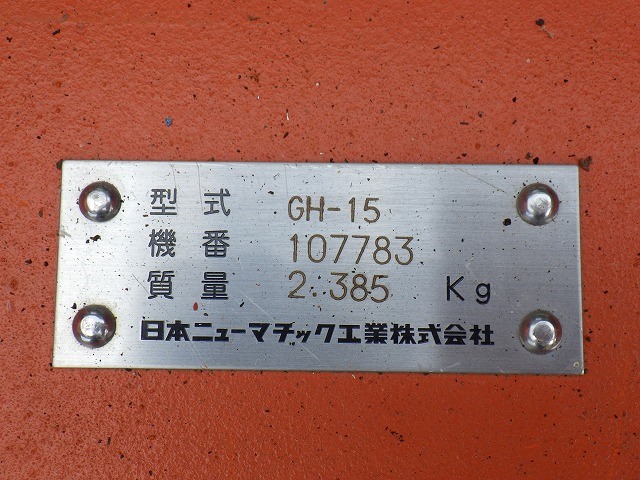 型式 GH-15
機番 107783
質量 2.385 Kg
日本ニューマチック工業株式会社